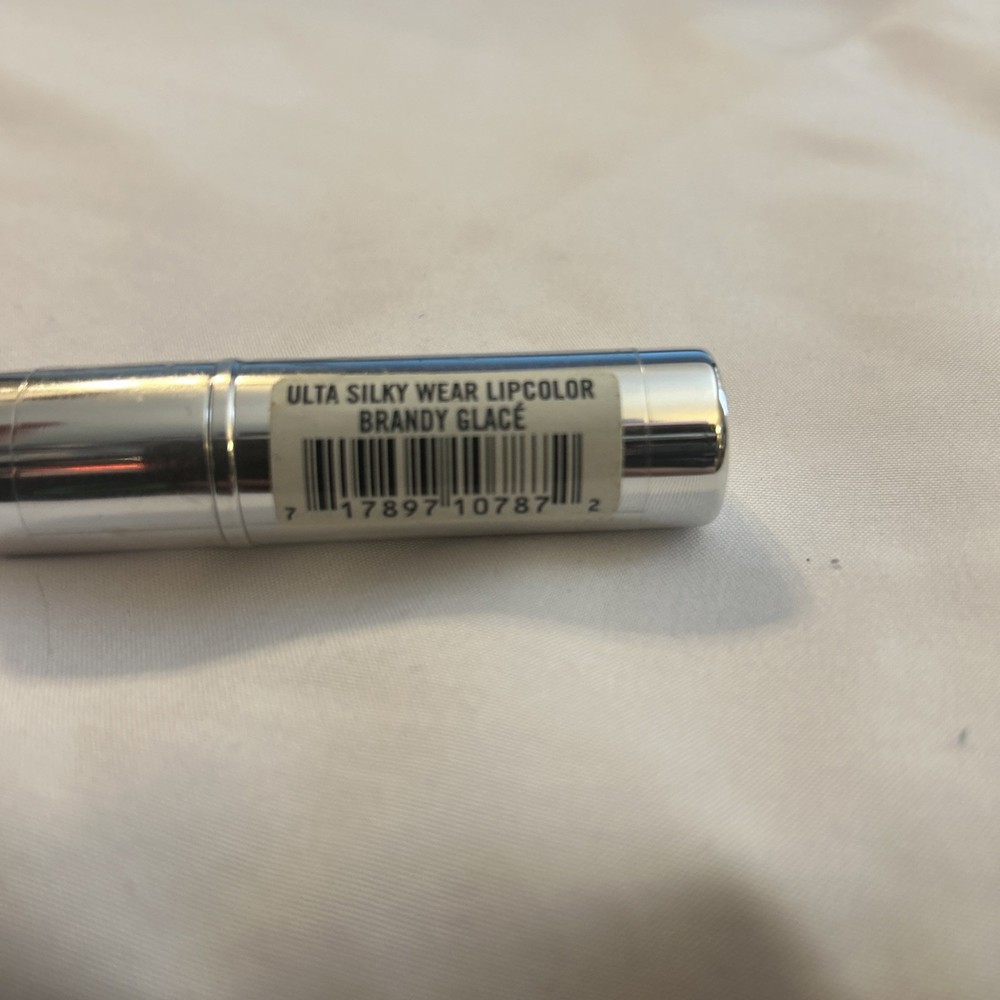 ULTA SILKY WEAR LIPCOLOR
BRANDY GLACÉ
7 17897 10787 2